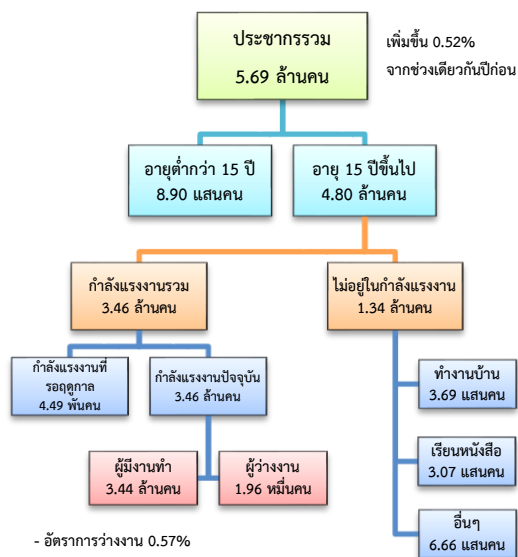 ประชากรรวม
5.69 ล้านคน
เพิ่มขึ้น 0.52%
จากช่วงเดียวกันปีก่อน
อายุต่ำกว่า 15 ปี
8.90 แสนคน
อายุ 15 ปีขึ้นไป
4.80 ล้านคน
กำลังแรงงานรวม
3.46 ล้านคน
ไม่อยู่ในกำลังแรงงาน
1.34 ล้านคน
กำลังแรงงานที่
รอฤดูกาล
4.49 พันคน
กำลังแรงงานปัจจุบัน
3.46 ล้านคน
ทำงานบ้าน
3.69 แสนคน
ผู้มีงานทำ
3.44 ล้านคน
ผู้ว่างงาน
1.96 หมื่นคน
เรียนหนังสือ
3.07 แสนคน
อื่นๆ
6.66 แสนคน
- อัตราการว่างงาน 0.57%